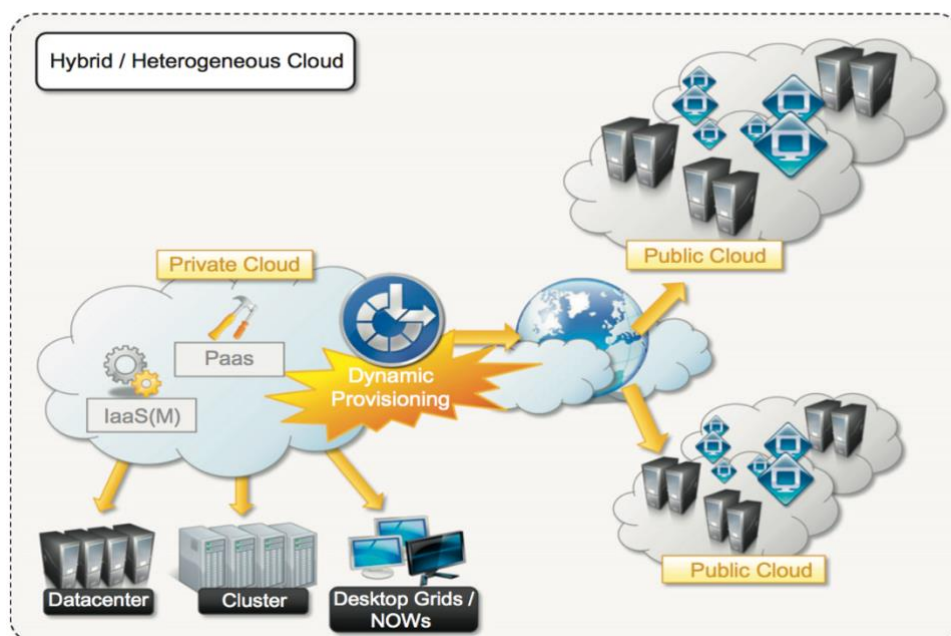 Hybrid / Heterogeneous Cloud
Public Cloud
Private Cloud
Paas
Dynamic
Provisioning
IaaS(M)
Public Cloud
Datacenter
Cluster
Desktop Grids /
NOWs